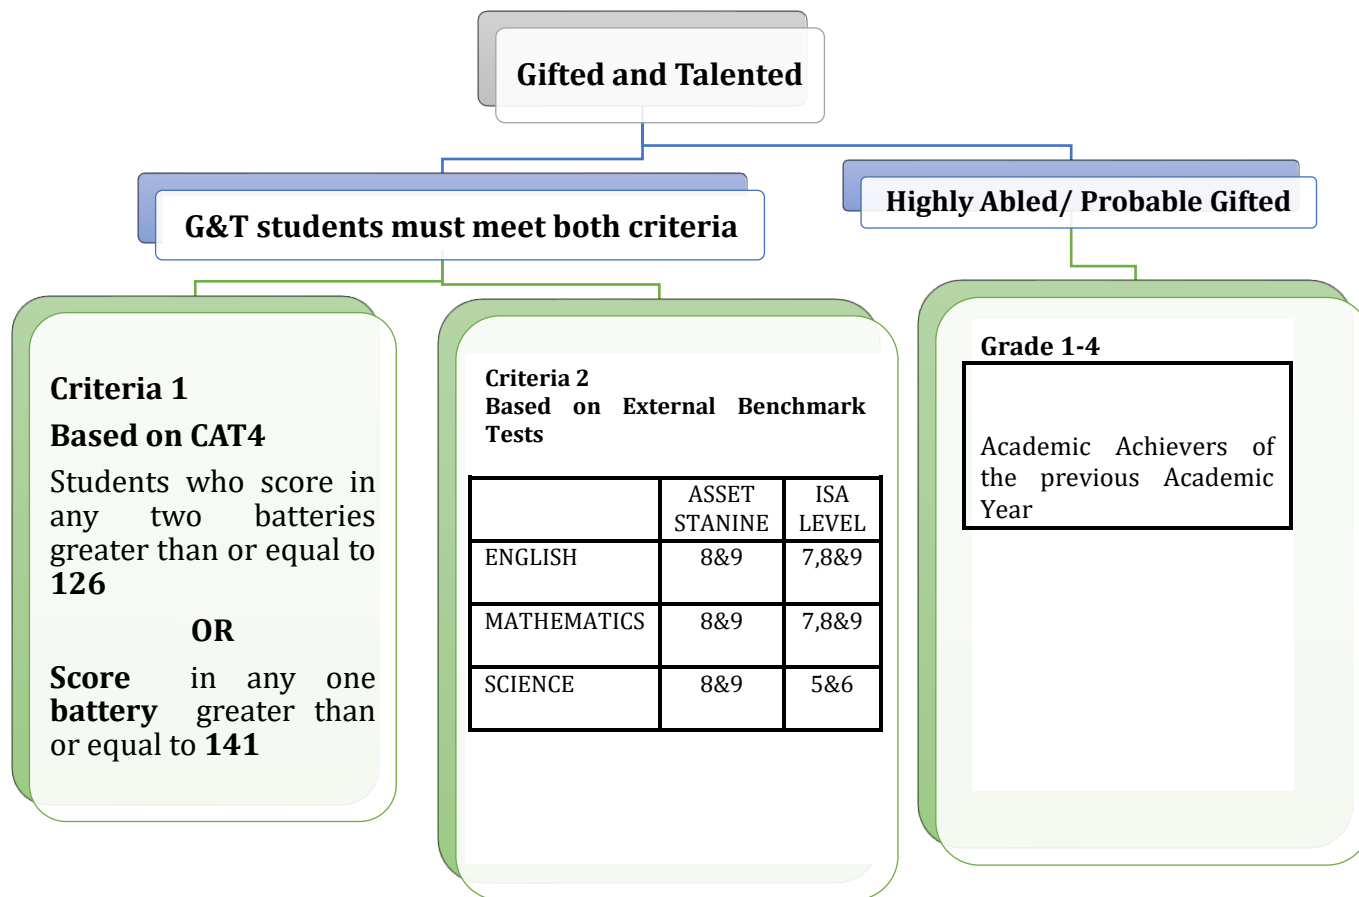 Gifted and Talented
G&T students must meet both criteria
Highly Abled/ Probable Gifted
Criteria 1
Based on CAT4
Students who score in
any two batteries
greater than or equal to
126
OR
Score in any one
battery greater than
or equal to 141
Criteria 2
Based on External Benchmark
Tests
ASSET STANINE ISA LEVEL
ENGLISH 8&9 7,8&9
MATHEMATICS 8&9 7,8&9
SCIENCE 8&9 5&6
Grade 1-4
Academic Achievers of
the previous Academic
Year